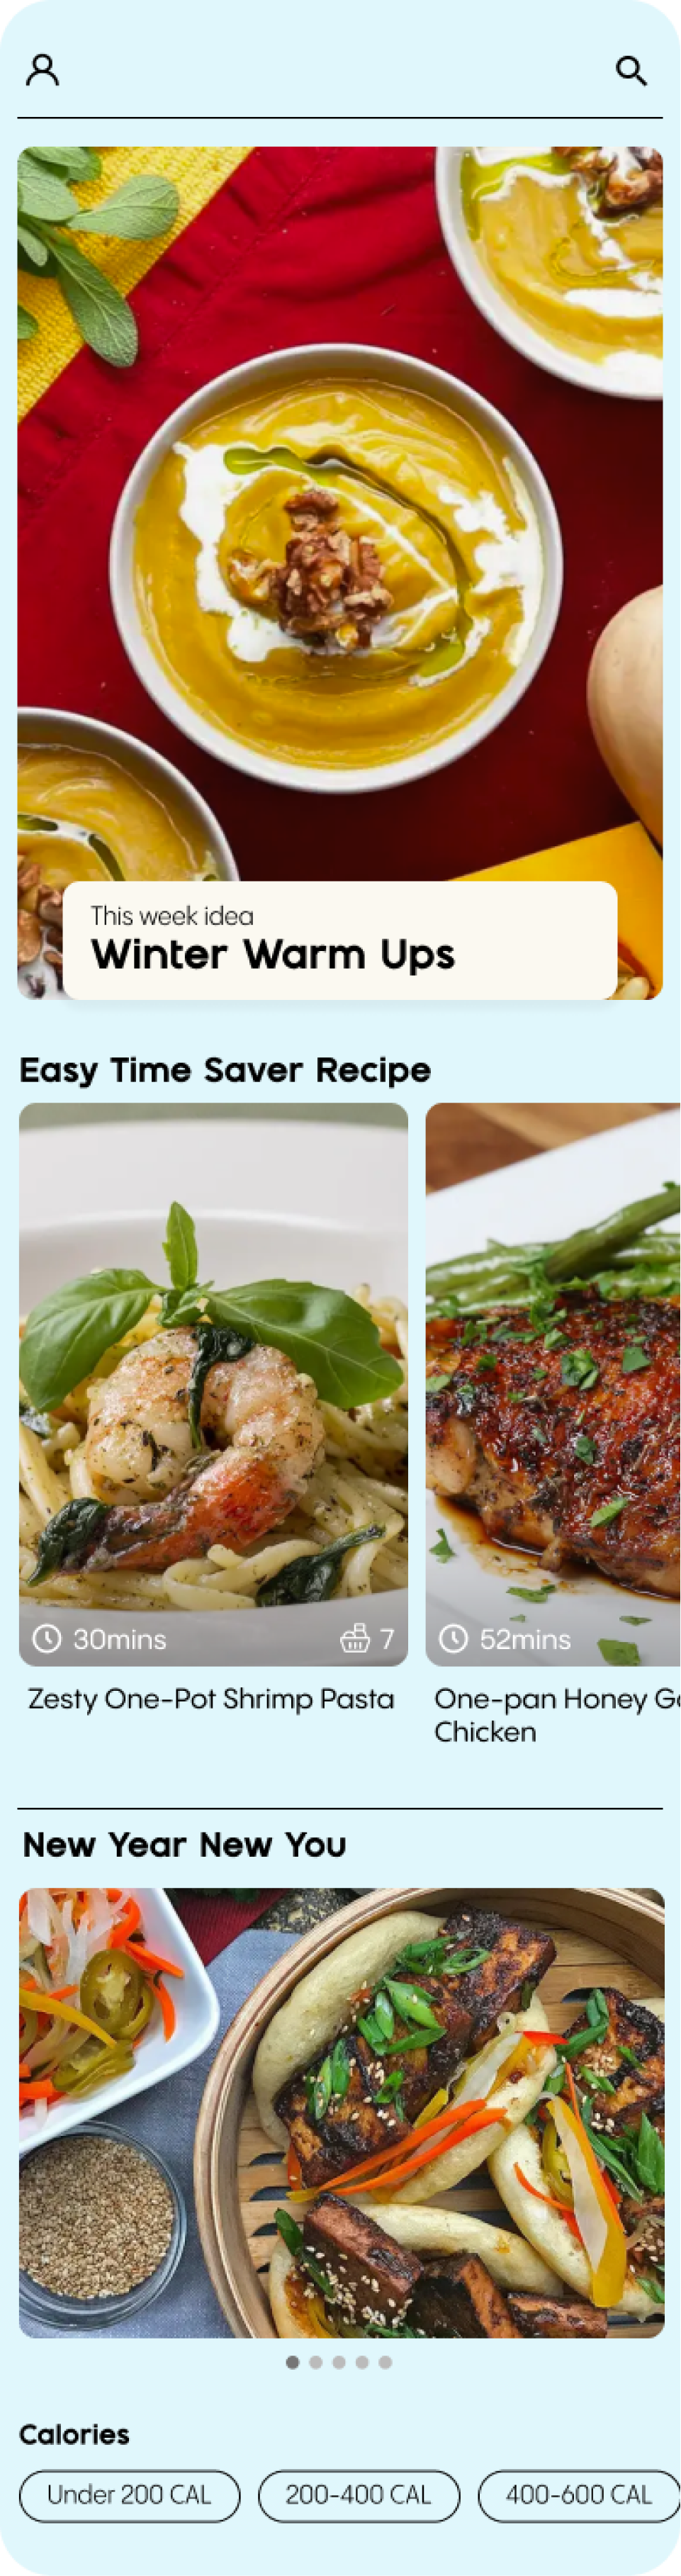 This week idea
Winter Warm Ups
Easy Time Saver Recipe
30mins
7
52mins
Zesty One-Pot Shrimp Pasta
One-pan Honey
Chicken
New Year New You
Calories
Under 200 CAL
200-400 CAL
400-600 CAL